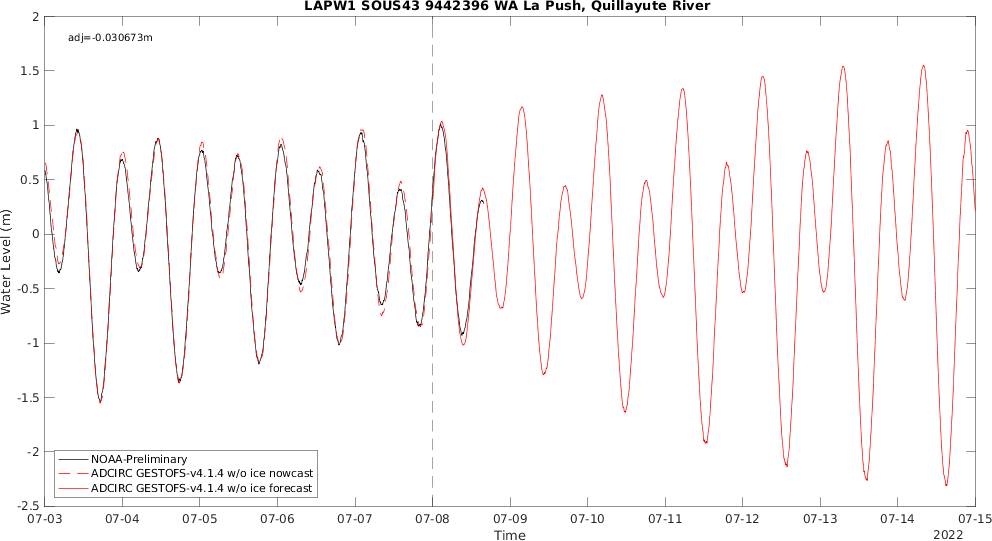 LAPW1 SOUS43 9442396 WA La Push, Quillayute River
adj=-0.030673m
2
1.5
1
0.5
0
-0.5
-1
-1.5
-2
-2.5
Water Level (m)
NOAA-Preliminary
ADCIRC GESTOFS-v4.1.4 w/o ice nowcast
ADCIRC GESTOFS-v4.1.4 w/o ice forecast
07-03 07-04 07-05 07-06 07-07 07-08 07-09 07-10 07-11 07-12 07-13 07-14 07-15
Time
2022